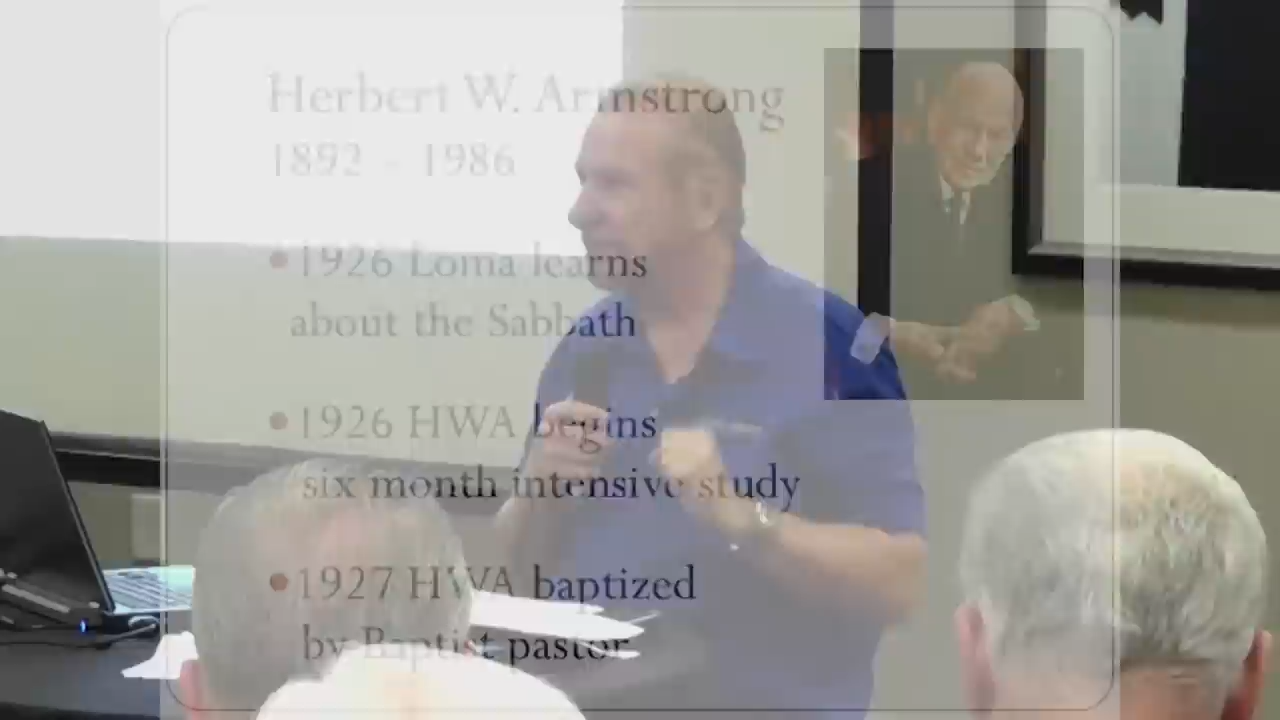 Herbert W. Armstrong
1892 - 1986
•1926 Loma learns
about the Sabbath
•1926 HWA begins
six month intensive study
•1927 HWA baptized
by Baptist pastor